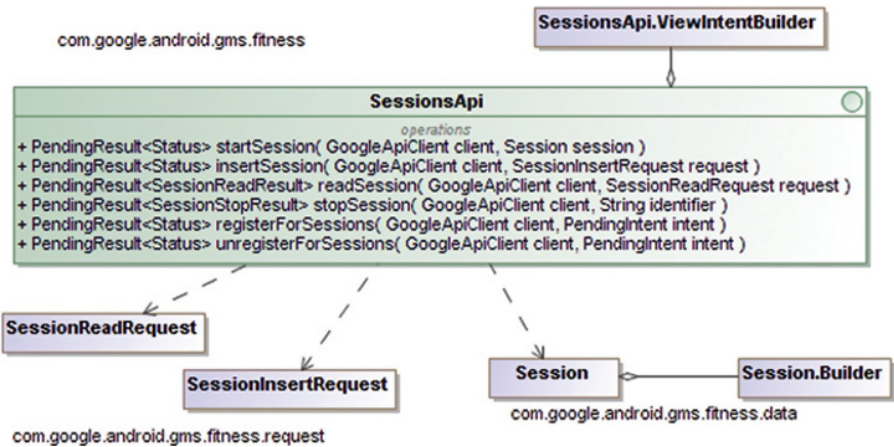 com.google.android.gms.fitness
SessionsApi.ViewIntentBuilder
SessionsApi
operations
+ PendingResult<Status> startSession( GoogleApiClient client, Session session )
+ PendingResult<Status> insertSession( GoogleApiClient client, SessionInsertRequest request )
+ PendingResult<SessionReadResult> readSession( GoogleApiClient client, SessionReadRequest request )
+ PendingResult<SessionStopResult> stopSession( GoogleApiClient client, String identifier )
+ PendingResult<Status> registerForSessions( GoogleApiClient client, PendingIntent intent )
+ PendingResult<Status> unregisterForSessions( GoogleApiClient client, PendingIntent intent )
SessionReadRequest
SessionInsertRequest
Session
Session.Builder
com.google.android.gms.fitness.data
com.google.android.gms.fitness.request